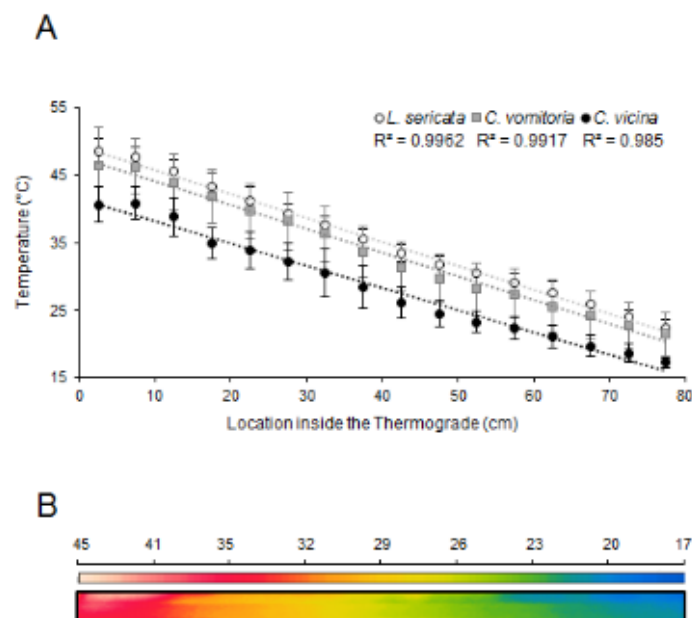 A
○ L. sericata ■ C. vomitoria ● C. vicina
R² = 0.9962 R² = 0.9917 R² = 0.985
55
45
35
25
15
Temperature (°C)
0 10 20 30 40 50 60 70 80
Location inside the Thermograde (cm)
B
45 41 35 32 29 26 23 20 17